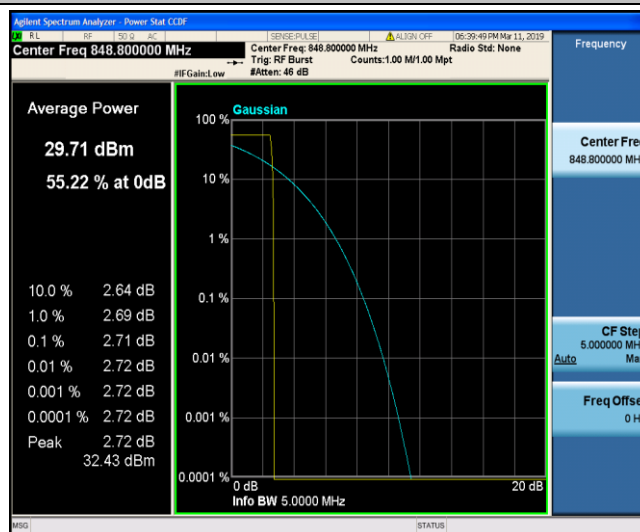 Agilent Spectrum Analyzer - Power Stat CCDF
RL RF 50 Ω AC SENSE:PULSE ALIGN OFF 06:39:49 PM Mar 11, 2019
Center Freq 848.800000 MHz
Center Freq: 848.800000 MHz Radio Std: None
Trig: RF Burst Counts:1.00 M/1.00 Mpt
#IFGain:Low #Atten: 46 dB
Frequency
Average Power
29.71 dBm
55.22 % at 0dB
10.0 % 2.64 dB
1.0 % 2.69 dB
0.1 % 2.71 dB
0.01 % 2.72 dB
0.001 % 2.72 dB
0.0001 % 2.72 dB
Peak 2.72 dB
32.43 dBm
Gaussian
100 %
10 %
1 %
0.1 %
0.01 %
0.001 %
0.0001 %
0 dB 20 dB
Info BW 5.0000 MHz
Center Fre
848.800000 MH
CF Ste
5.000000 MH
Auto Ma
Freq Offse
0 H
MSG STATUS